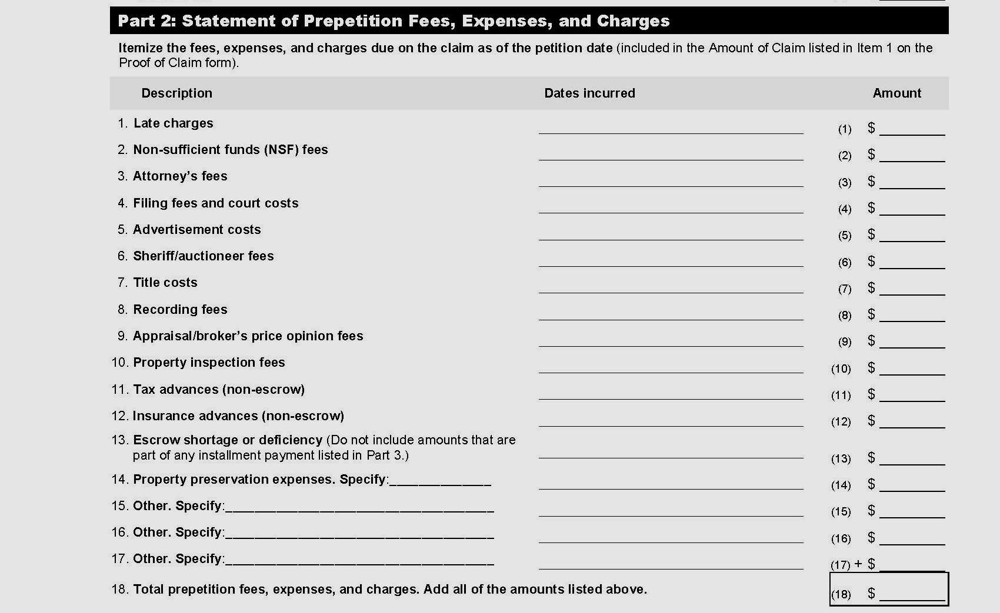 Part 2: Statement of Prepetition Fees, Expenses, and Charges
Itemize the fees, expenses, and charges due on the claim as of the petition date (included in the Amount of Claim listed in Item 1 on the
Proof of Claim form).
Description Dates incurred Amount
1. Late charges (1) $
2. Non-sufficient funds (NSF) fees (2) $
3. Attorney’s fees (3) $
4. Filing fees and court costs (4) $
5. Advertisement costs (5) $
6. Sheriff/auctioneer fees (6) $
7. Title costs (7) $
8. Recording fees (8) $
9. Appraisal/broker’s price opinion fees (9) $
10. Property inspection fees (10) $
11. Tax advances (non-escrow) (11) $
12. Insurance advances (non-escrow) (12) $
13. Escrow shortage or deficiency (Do not include amounts that are
part of any installment payment listed in Part 3.) (13) $
14. Property preservation expenses. Specify:______________ (14) $
15. Other. Specify:_____________________________________ (15) $
16. Other. Specify:_____________________________________ (16) $
17. Other. Specify:_____________________________________ (17) + $
18. Total prepetition fees, expenses, and charges. Add all of the amounts listed above. (18) $